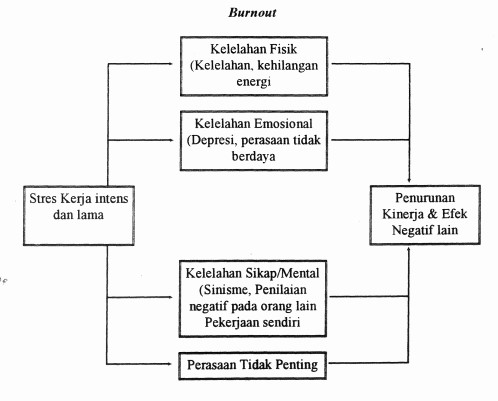 Burnout
Kelelahan Fisik
(Kelelahan, kehilangan
energi
Kelelahan Emosional
(Depresi, perasaan tidak
berdaya
Stres Kerja intens
dan lama
Penurunan
Kinerja & Efek
Negatif lain
Kelelahan Sikap/Mental
(Sinisme, Penilaian
negatif pada orang lain
Pekerjaan sendiri
Perasaan Tidak Penting